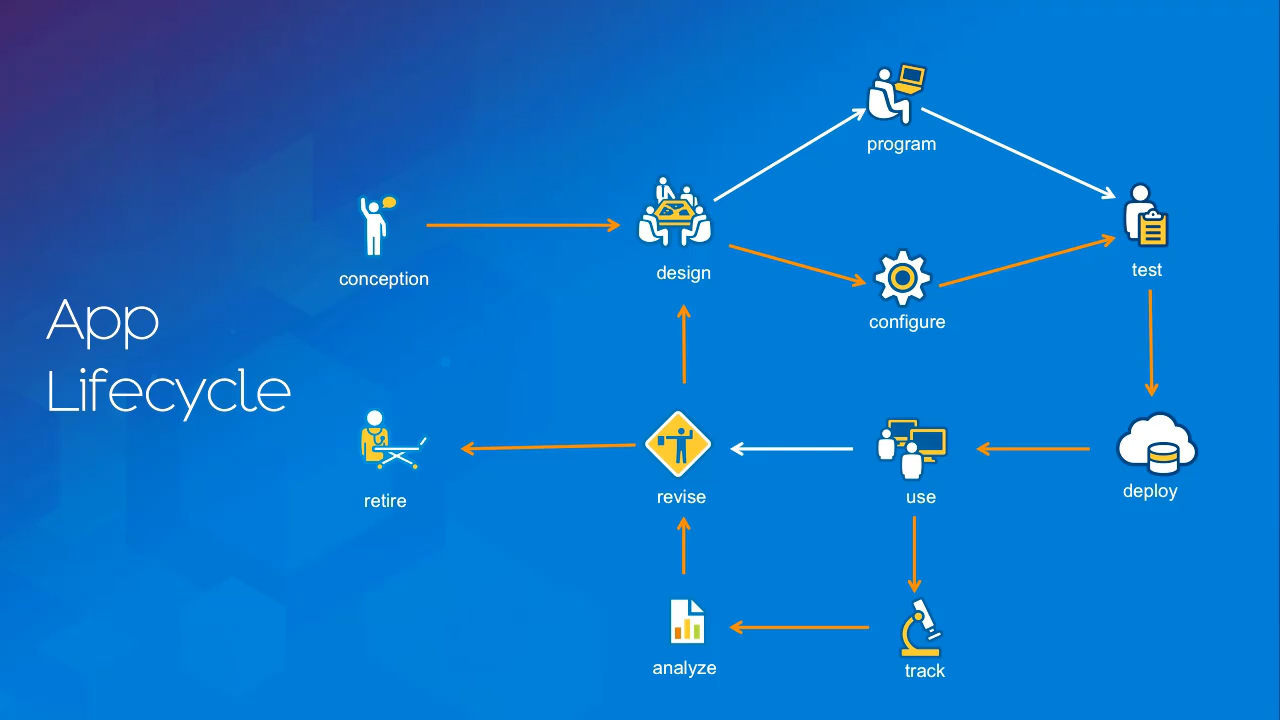 App
Lifecycle
conception
design
program
configure
test
deploy
use
revise
retire
track
analyze